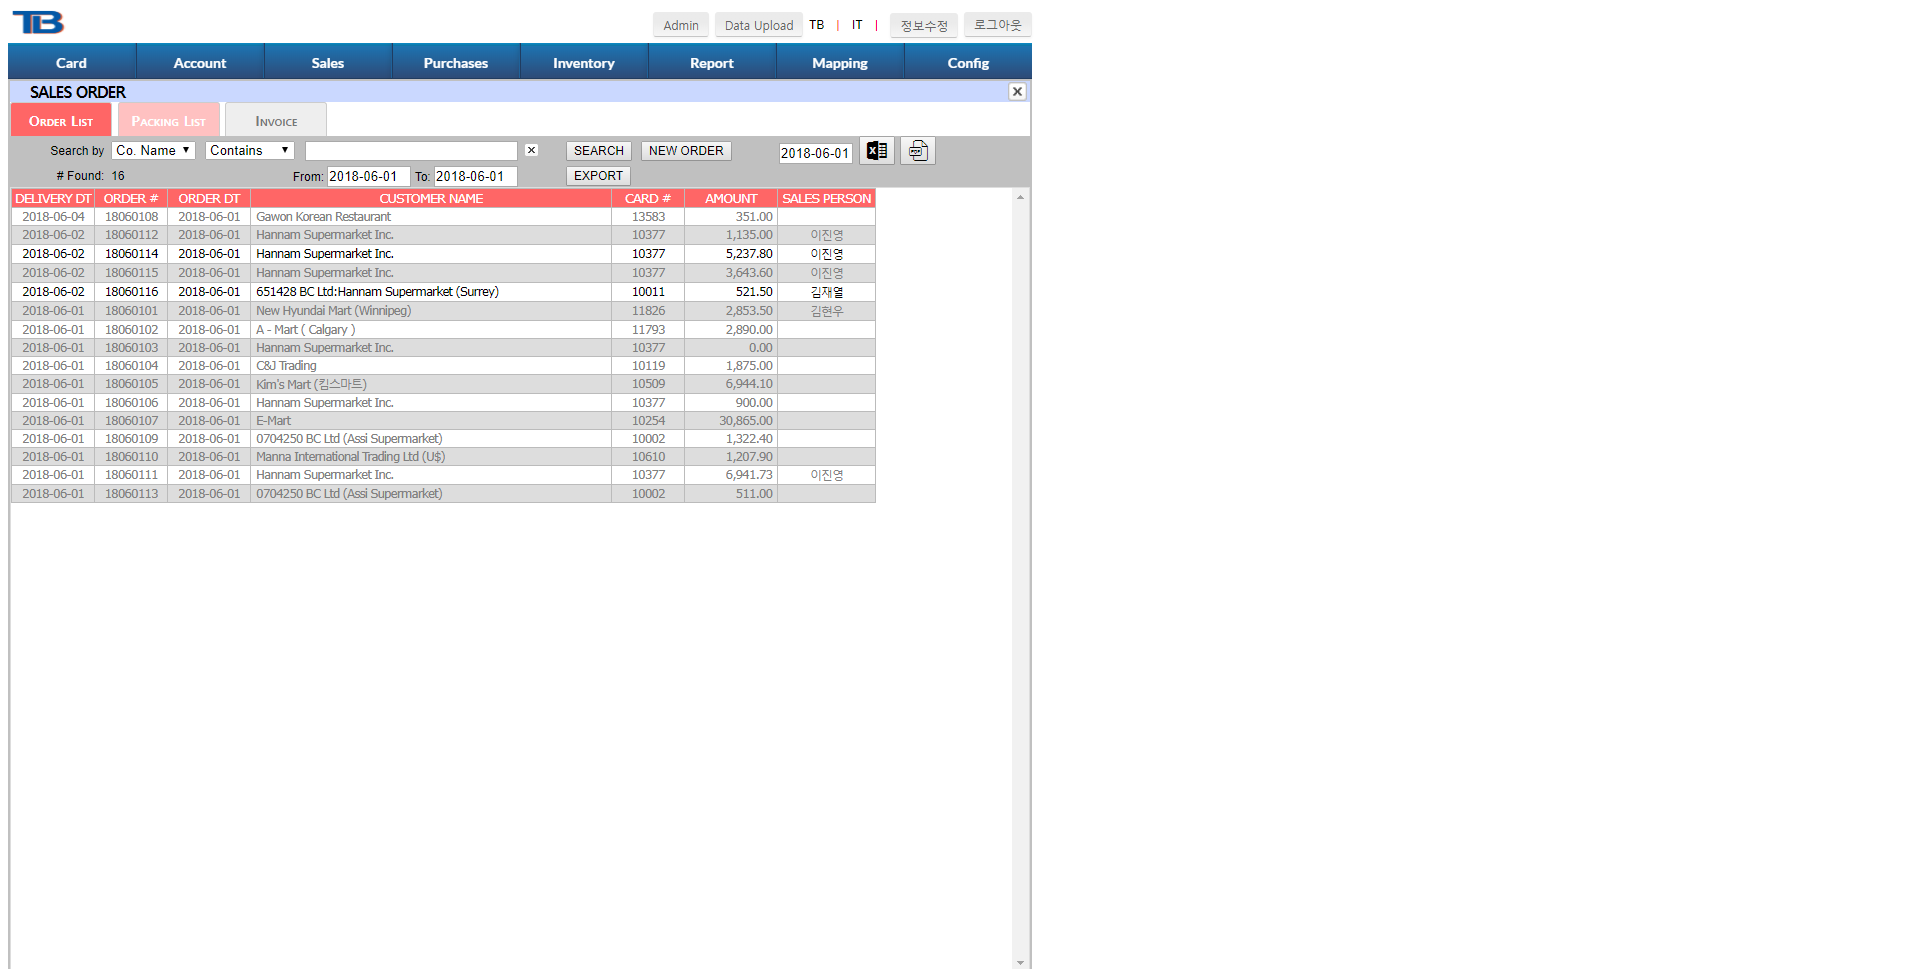 TB
Admin Data Upload TB | IT | 정보수정 로그아웃
Card Account Sales Purchases Inventory Report Mapping Config
SALES ORDER
Order List Packing List Invoice
Search by Co. Name Contains SEARCH NEW ORDER 2018-06-01
# Found: 16 From: 2018-06-01 To: 2018-06-01 EXPORT
DELIVERY DT ORDER # ORDER DT CUSTOMER NAME CARD # AMOUNT SALES PERSON
2018-06-04 18060108 2018-06-01 Gawon Korean Restaurant 13583 351.00
2018-06-02 18060112 2018-06-01 Hannam Supermarket Inc. 10377 1,135.00 이진영
2018-06-02 18060114 2018-06-01 Hannam Supermarket Inc. 10377 5,237.80 이진영
2018-06-02 18060115 2018-06-01 Hannam Supermarket Inc. 10377 3,643.60 이진영
2018-06-02 18060116 2018-06-01 651428 BC Ltd:Hannam Supermarket (Surrey) 10011 521.50 김재열
2018-06-01 18060101 2018-06-01 New Hyundai Mart (Winnipeg) 11826 2,853.50 김현우
2018-06-01 18060102 2018-06-01 A - Mart ( Calgary ) 11793 2,890.00
2018-06-01 18060103 2018-06-01 Hannam Supermarket Inc. 10377 0.00
2018-06-01 18060104 2018-06-01 C&J Trading 10119 1,875.00
2018-06-01 18060105 2018-06-01 Kim's Mart (킴스마트) 10509 6,944.10
2018-06-01 18060106 2018-06-01 Hannam Supermarket Inc. 10377 900.00
2018-06-01 18060107 2018-06-01 E-Mart 10254 30,865.00
2018-06-01 18060109 2018-06-01 0704250 BC Ltd (Assi Supermarket) 10002 1,322.40
2018-06-01 18060110 2018-06-01 Manna International Trading Ltd (U$) 10610 1,207.90
2018-06-01 18060111 2018-06-01 Hannam Supermarket Inc. 10377 6,941.73 이진영
2018-06-01 18060113 2018-06-01 0704250 BC Ltd (Assi Supermarket) 10002 511.00